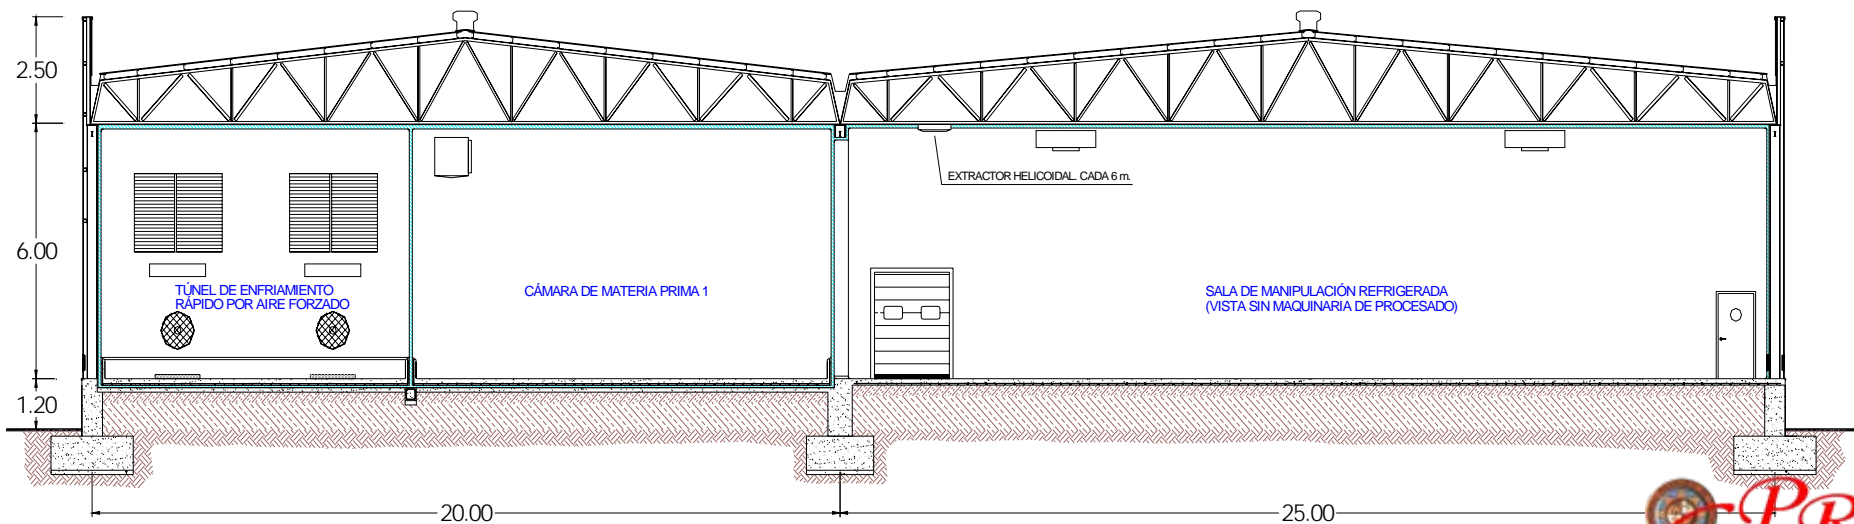 2.50
EXTRACTOR HELICOIDAL. CADA 6 m.
6.00
TÚNEL DE ENFRIAMIENTO
RÁPIDO POR AIRE FORZADO
CÁMARA DE MATERIA PRIMA 1
SALA DE MANIPULACIÓN REFRIGERADA
(VISTA SIN MAQUINARIA DE PROCESADO)
1.20
20.00
25.00